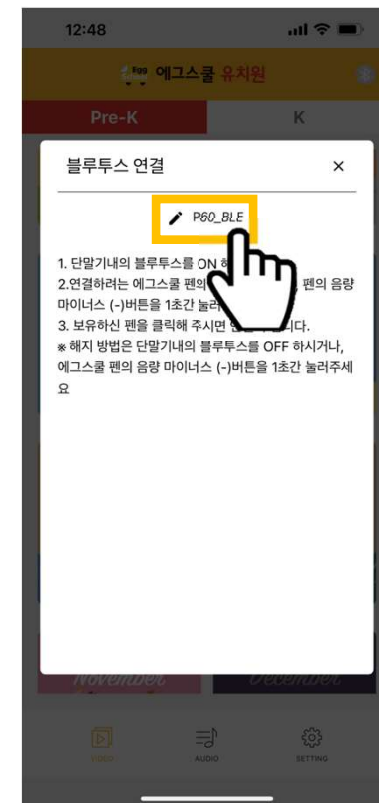 12:48
Egg
에그스쿨 유치원
Pre-K K
블루투스 연결 ×
P60_BLE
1. 단말기내의 블루투스를 ON
2.연결하려는 에그스쿨 펜의 펜의 음량
마이너스 (-)버튼을 1초간 눌러
3. 보유하신 펜을 클릭해 주시면 니다.
※ 해지 방법은 단말기내의 블루투스를 OFF 하시거나,
에그스쿨 펜의 음량 마이너스 (-)버튼을 1초간 눌러주세
요
November December
VIDEO AUDIO SETTING